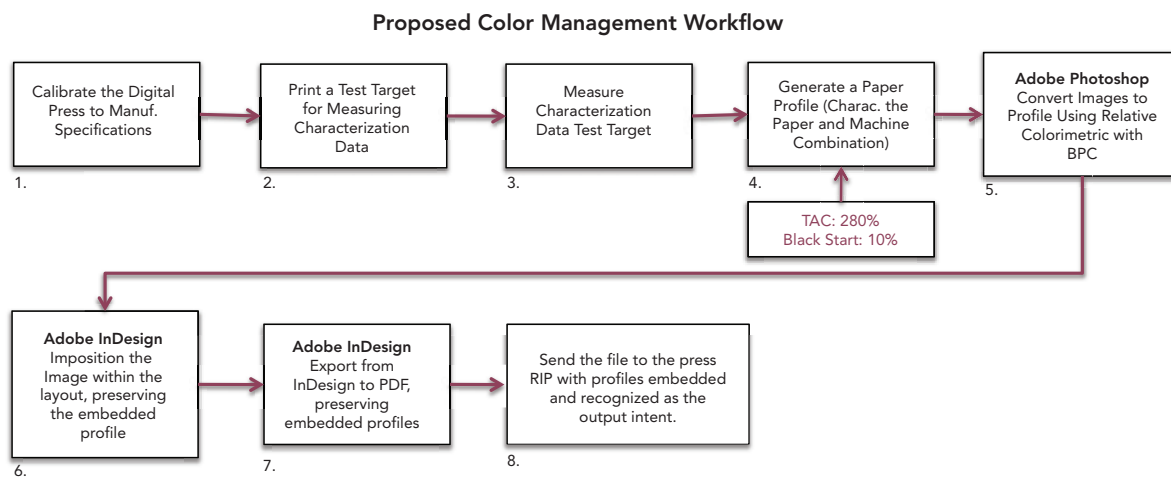 Proposed Color Management Workflow
Calibrate the Digital
Press to Manuf.
Specifications
1.
Print a Test Target
for Measuring
Characterization
Data
2.
Measure
Characterization
Data Test Target
3.
Generate a Paper
Profile (Charac. the
Paper and Machine
Combination)
4.
TAC: 280%
Black Start: 10%
Adobe Photoshop
Convert Images to
Profile Using Relative
Colorimetric with
BPC
5.
Adobe InDesign
Imposition the
Image within the
layout, preserving
the embedded
profile
6.
Adobe InDesign
Export from
InDesign to PDF,
preserving
embedded profiles
7.
Send the file to the press
RIP with profiles embedded
and recognized as the
output intent.
8.